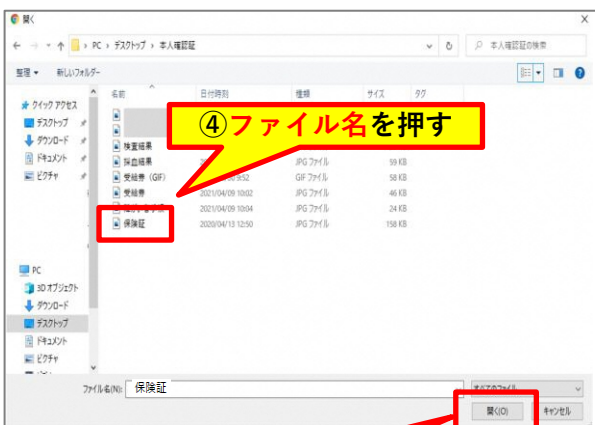 開く
PC › デスクトップ › 本人確認証
本人確認証の検索
整理 ▼ 新しいフォルダー
名前 日付時刻 種類 サイズ タグ
クイック アクセス
デスクトップ
ダウンロード
ドキュメント
ピクチャ
④ファイル名を押す
検査結果
採血結果 JPG ファイル 59 KB
受給券（GIF） 9:52 GIF ファイル 58 KB
受給券 2021/04/09 10:02 JPG ファイル 46 KB
2021/04/09 10:04 JPG ファイル 24 KB
保険証 2020/04/13 12:50 JPG ファイル 158 KB
PC
3D オブジェクト
ダウンロード
デスクトップ
ドキュメント
ピクチャ
ファイル名(N): 保険証
すべてのファイル
開く(O) キャンセル